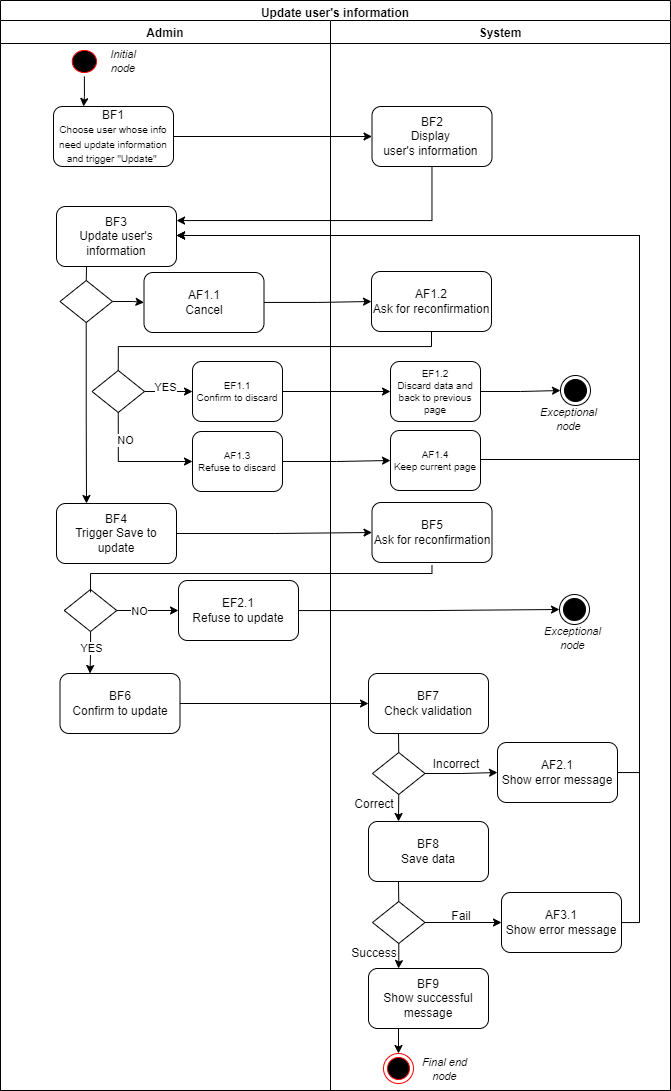 Update user's information
Admin
System
Initial
node
BF1
Choose user whose info
need update information
and trigger "Update"
BF2
Display
user's information
BF3
Update user's
information
AF1.1
Cancel
AF1.2
Ask for reconfirmation
YES
EF1.1
Confirm to discard
EF1.2
Discard data and
back to previous
page
Exceptional
node
NO
AF1.3
Refuse to discard
AF1.4
Keep current page
BF4
Trigger Save to
update
BF5
Ask for reconfirmation
NO
EF2.1
Refuse to update
Exceptional
node
YES
BF6
Confirm to update
BF7
Check validation
Incorrect
AF2.1
Show error message
Correct
BF8
Save data
Fail
AF3.1
Show error message
Success
BF9
Show successful
message
Final end
node